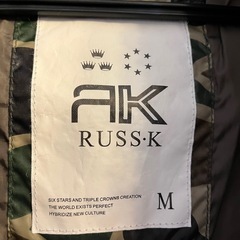 RK
RUSS·K
SIX STARS AND TRIPLE CROWNS CREATION
THE WORLD EXISTS PERFECT
HYBRIDIZE NEW CULTURE
M